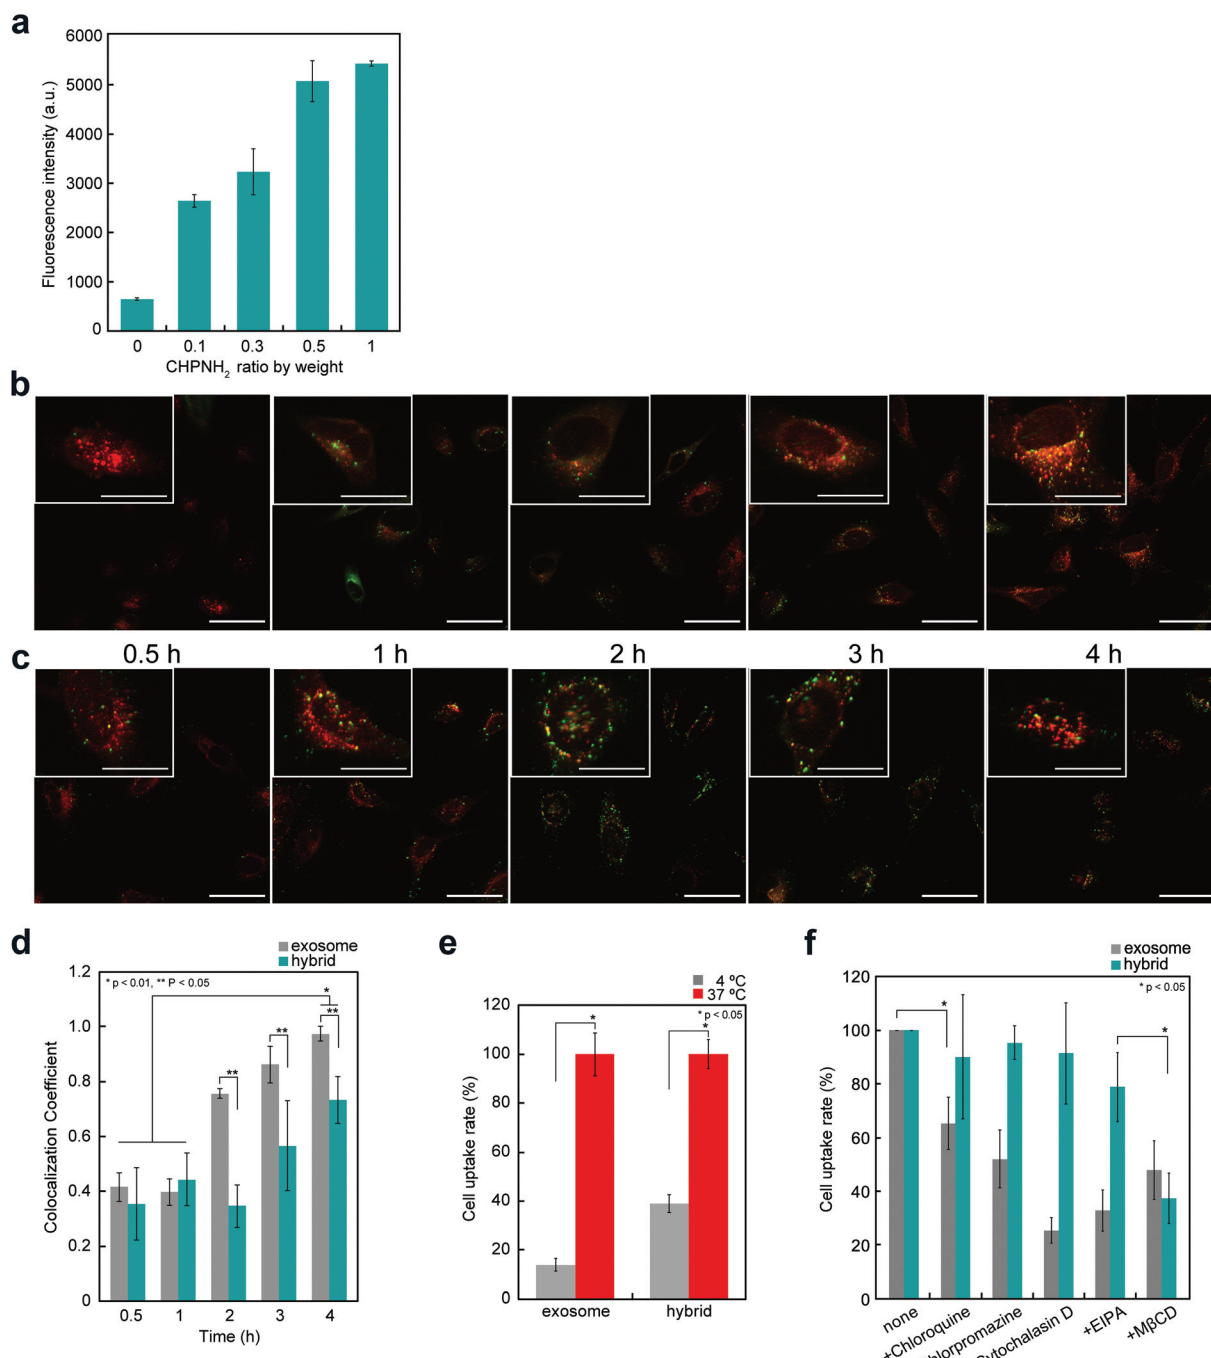 a
6000
5000
4000
3000
2000
1000
0
Fluorescence intensity (a.u.)
0 0.1 0.3 0.5 1
CHPNH2 ratio by weight
b
c
0.5 h 1 h 2 h 3 h 4 h
d
exosome
hybrid
* p < 0.01, ** P < 0.05
1.2
1.0
0.8
0.6
0.4
0.2
0
Colocalization Coefficient
*
**
**
**
0.5 1 2 3 4
Time (h)
e
4 ºC
37 ºC
* p < 0.05
120
100
80
60
40
20
0
Cell uptake rate (%)
*
*
exosome hybrid
f
exosome
hybrid
* p < 0.05
120
100
80
60
40
20
0
Cell uptake rate (%)
*
*
none
+Chloroquine
hlorpromazine
ytochalasin D
+EIPA
+MβCD